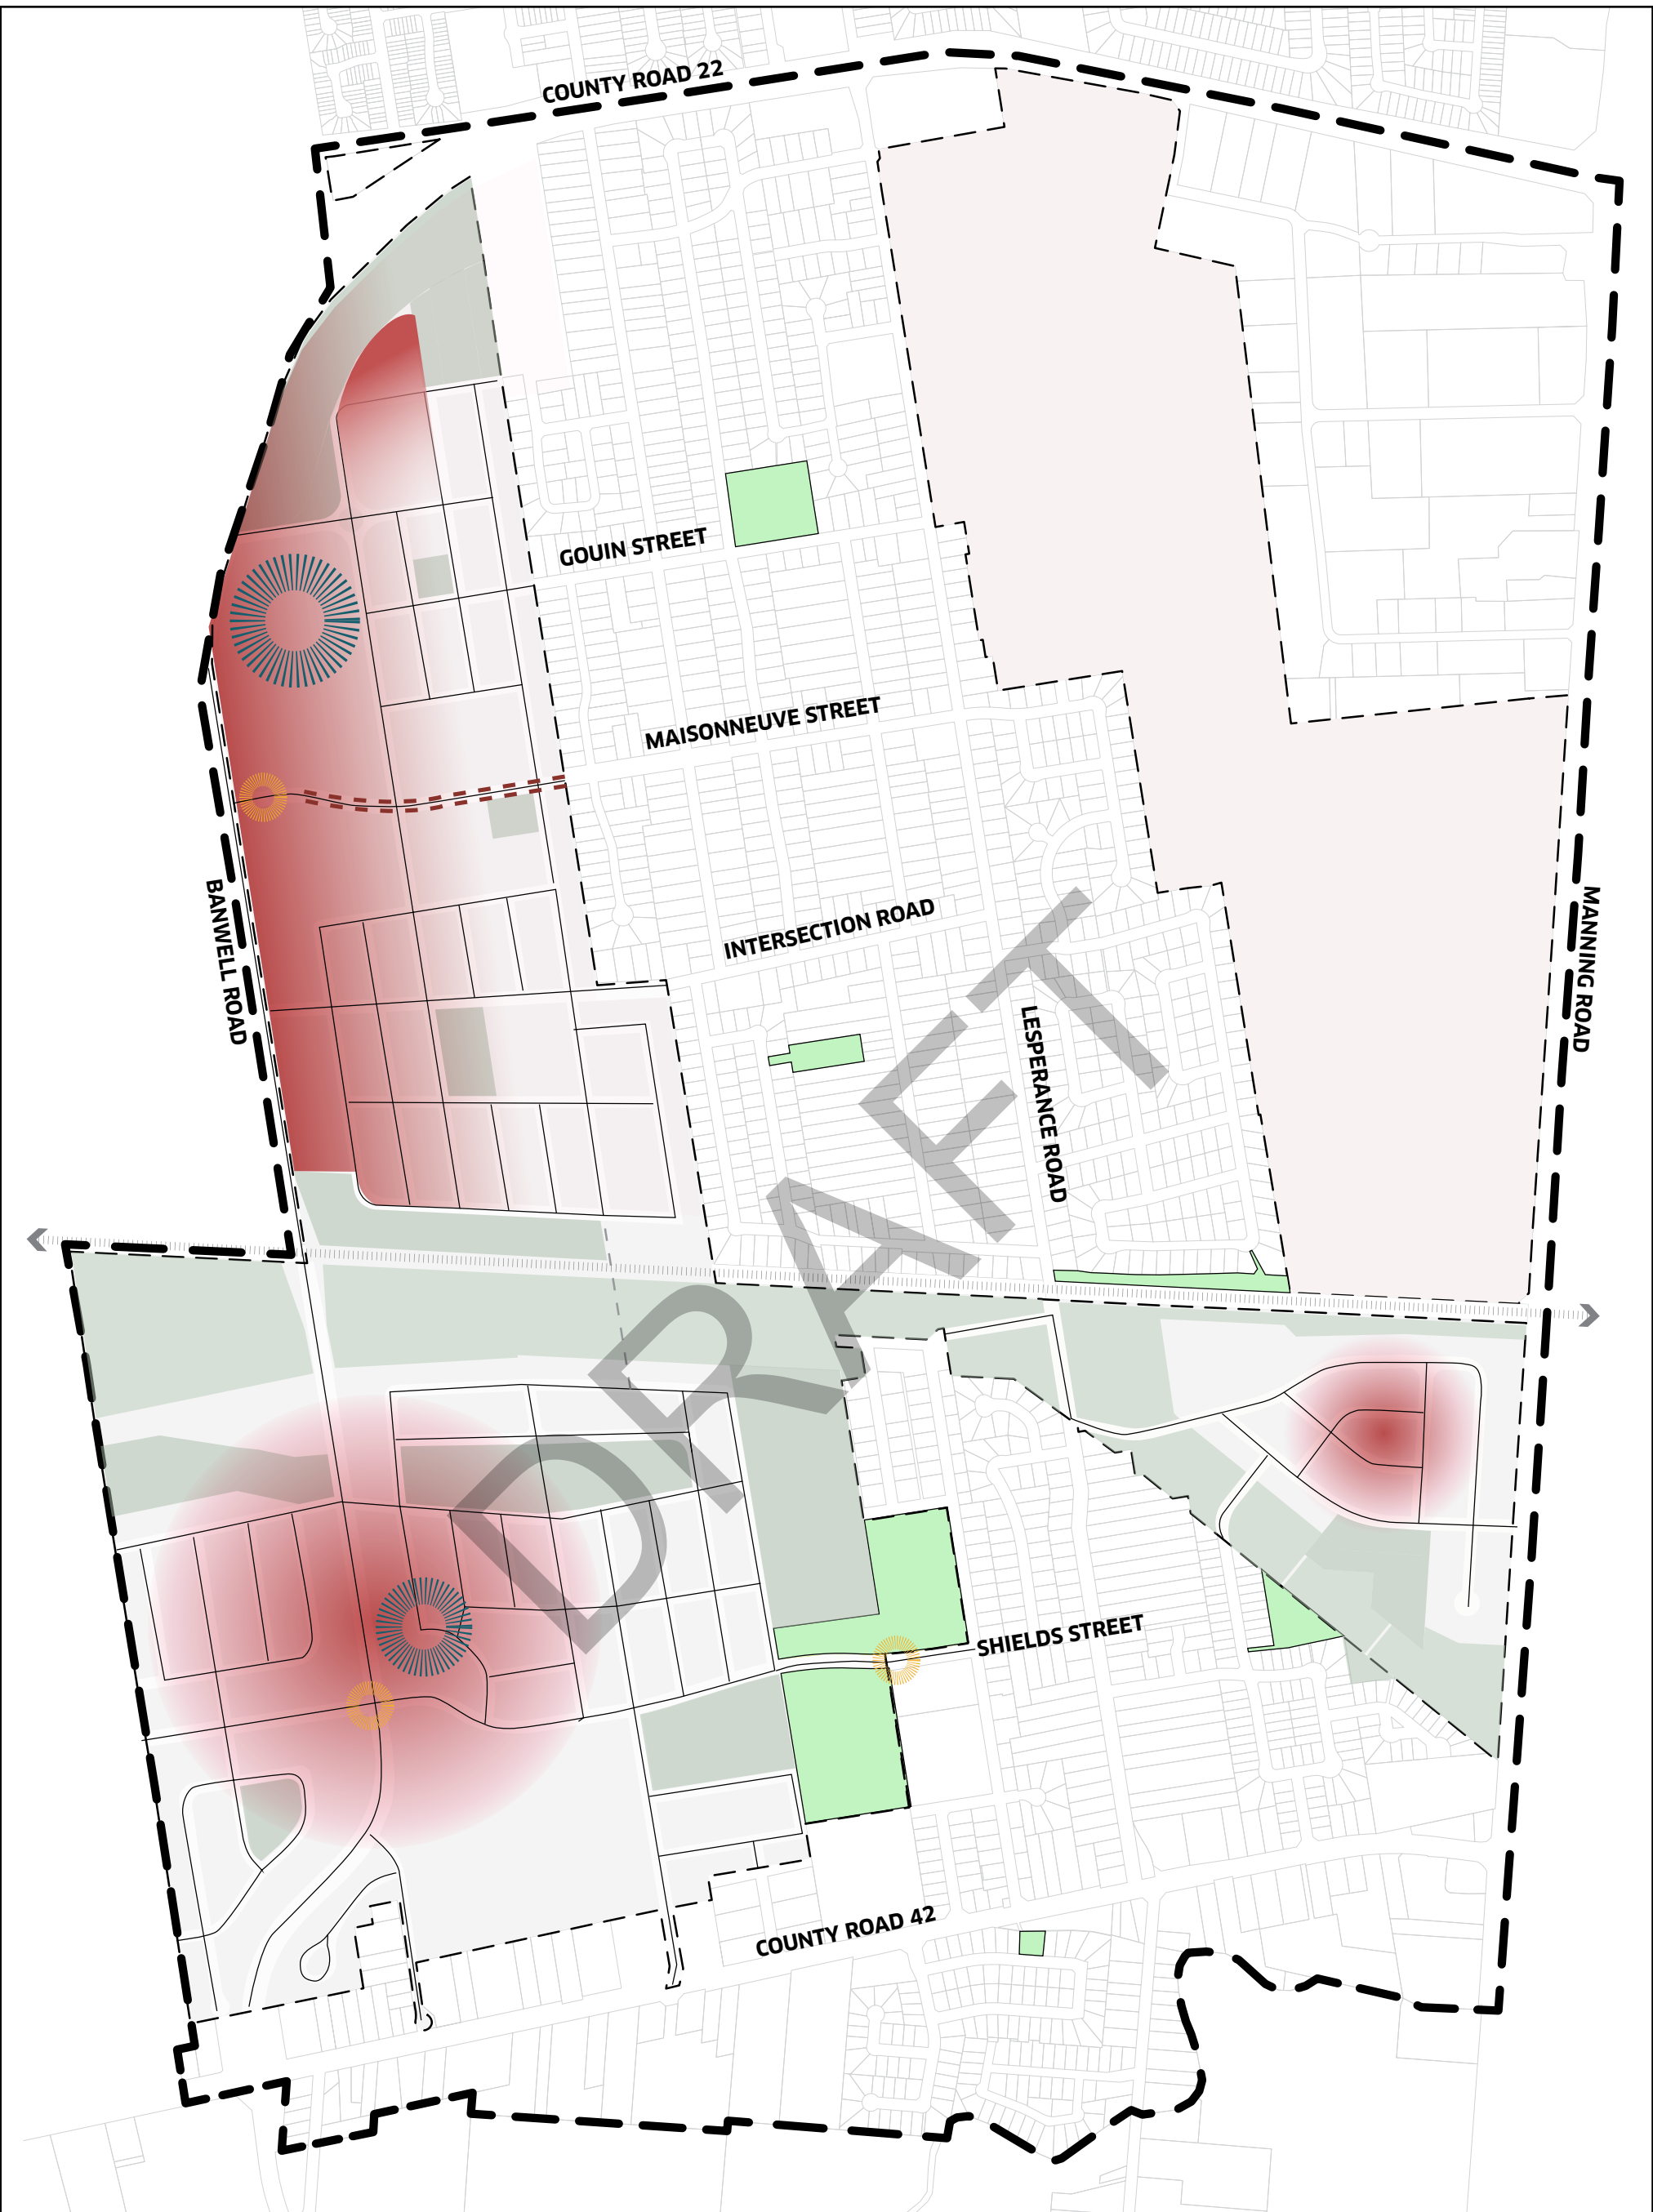 COUNTY ROAD 22
GOUIN STREET
MAISONNEUVE STREET
BANWELL ROAD
INTERSECTION ROAD
MANNING ROAD
LESPERANCE ROAD
DRAFT
SHIELDS STREET
COUNTY ROAD 42